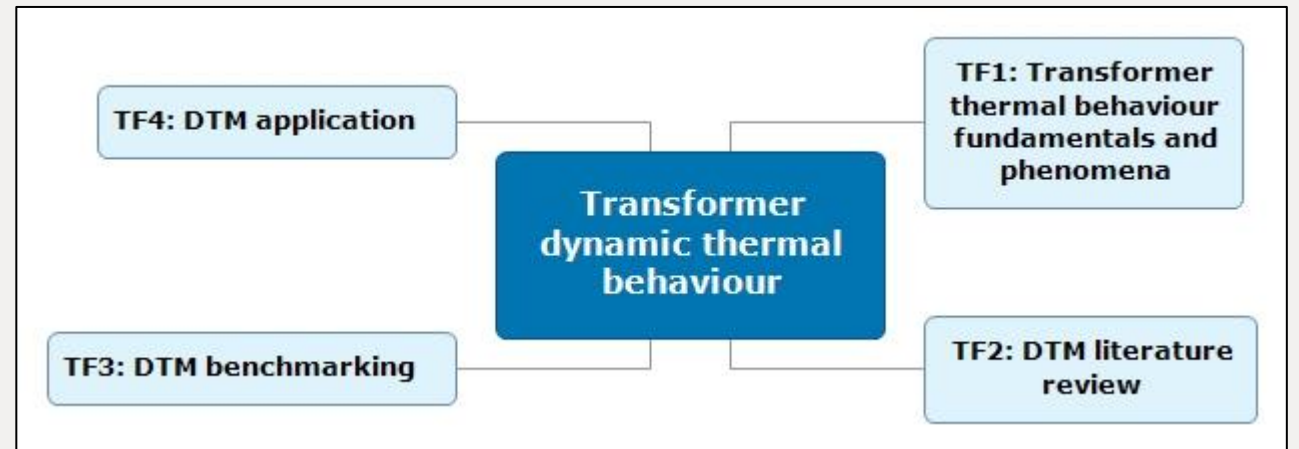 TF4: DTM application
TF1: Transformer
thermal behaviour
fundamentals and
phenomena
Transformer
dynamic thermal
behaviour
TF3: DTM benchmarking
TF2: DTM literature
review